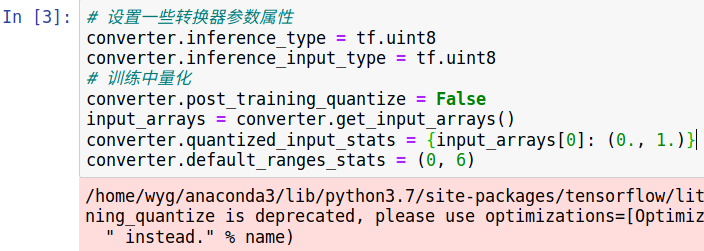 In [3]: # 设置一些转换器参数属性
converter.inference_type = tf.uint8
converter.inference_input_type = tf.uint8
# 训练中量化
converter.post_training_quantize = False
input_arrays = converter.get_input_arrays()
converter.quantized_input_stats = {input_arrays[0]: (0., 1.)}
converter.default_ranges_stats = (0, 6)
/home/wyg/anaconda3/lib/python3.7/site-packages/tensorflow/lit
ning_quantize is deprecated, please use optimizations=[Optimiz
" instead." % name)